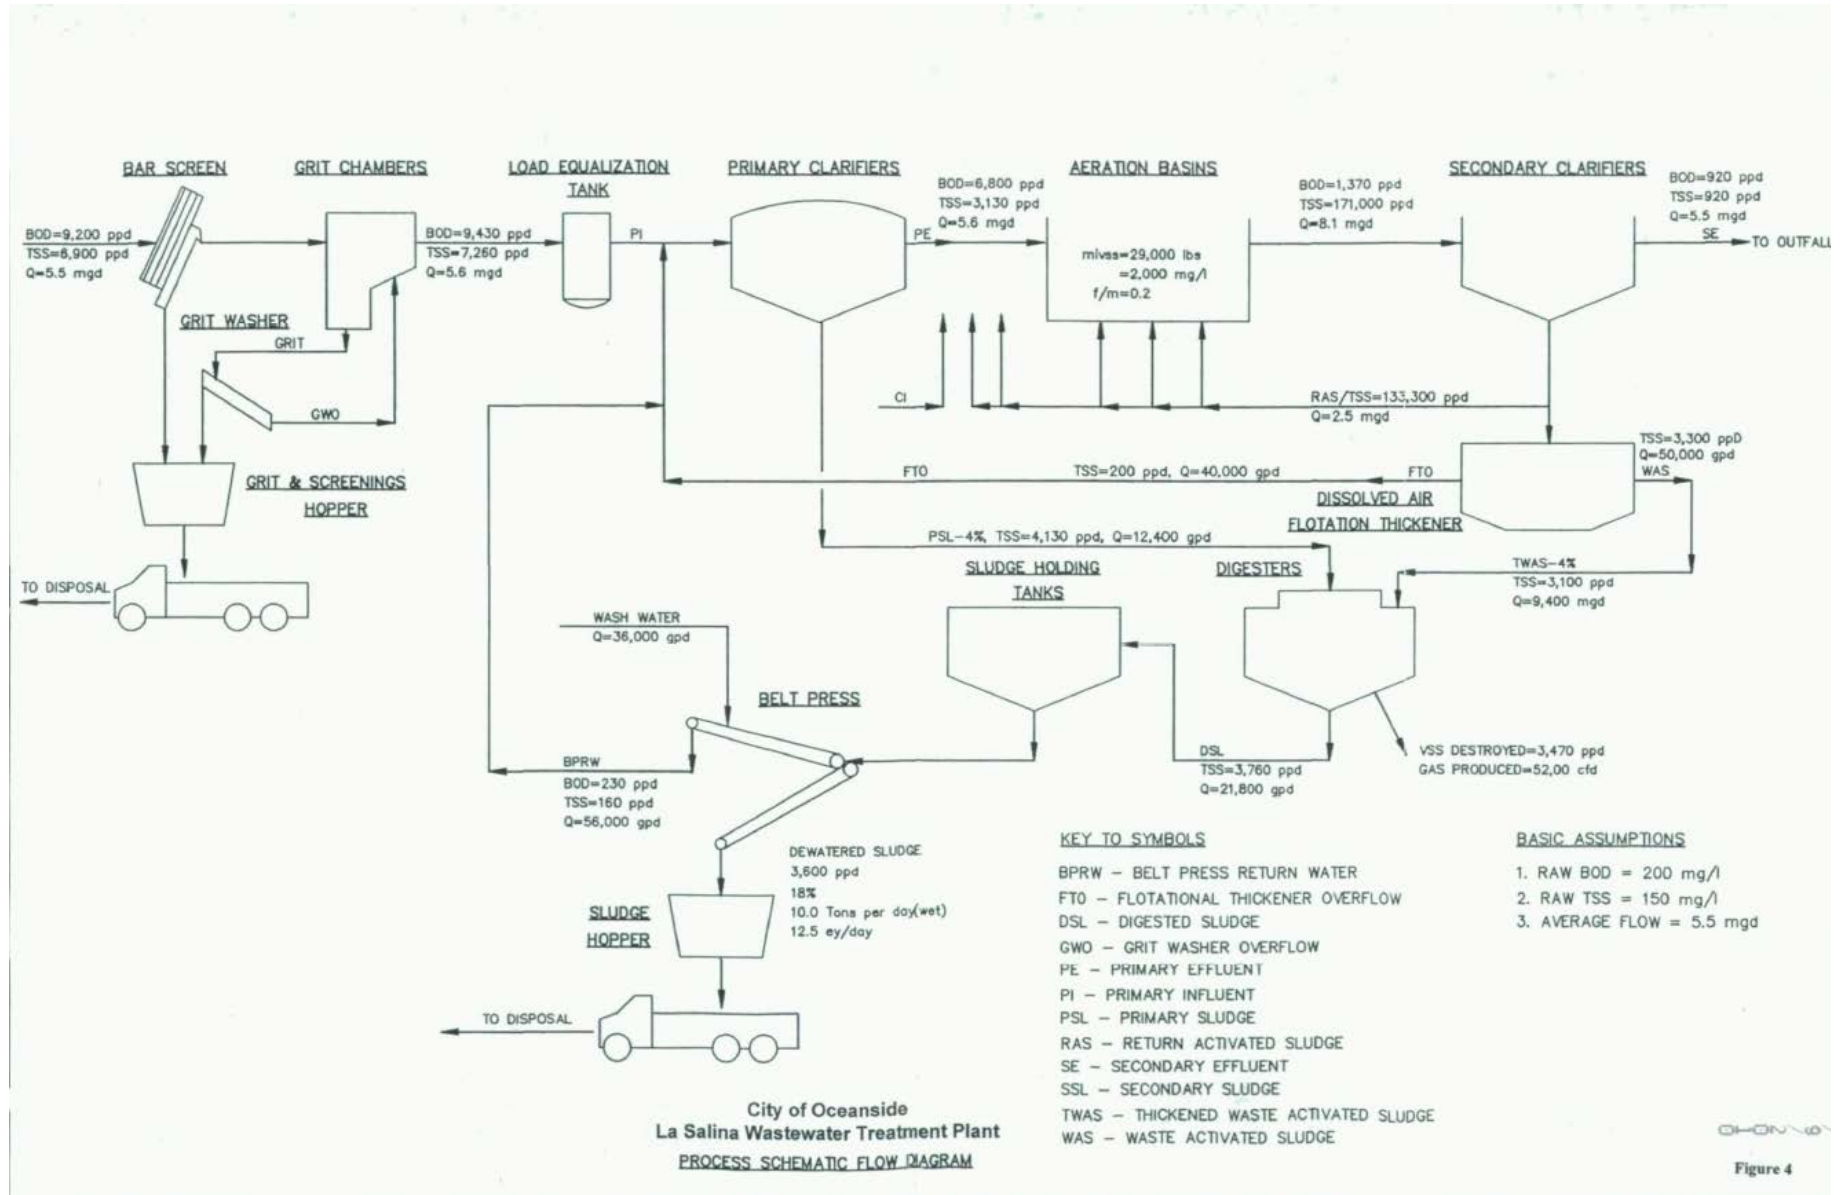 BAR SCREEN
GRIT CHAMBERS
LOAD EQUALIZATION
TANK
PRIMARY CLARIFIERS
AERATION BASINS
SECONDARY CLARIFIERS
BOD=9,200 ppd
TSS=6,900 ppd
Q=5.5 mgd
BOD=9,430 ppd
TSS=7,260 ppd
Q=5.6 mgd
PI
BOD=6,800 ppd
TSS=3,130 ppd
Q=5.6 mgd
PE
mlvss=29,000 lbs
=2,000 mg/l
f/m=0.2
BOD=1,370 ppd
TSS=171,000 ppd
Q=8.1 mgd
BOD=920 ppd
TSS=920 ppd
Q=5.5 mgd
SE
TO OUTFALL
GRIT WASHER
GRIT
GWO
CI
RAS/TSS=133,300 ppd
Q=2.5 mgd
GRIT & SCREENINGS
HOPPER
FTO
TSS=200 ppd, Q=40,000 gpd
FTO
TSS=3,300 ppD
Q=50,000 gpd
WAS
DISSOLVED AIR
FLOTATION THICKENER
PSL-4%, TSS=4,130 ppd, Q=12,400 gpd
TO DISPOSAL
SLUDGE HOLDING
TANKS
DIGESTERS
TWAS-4%
TSS=3,100 ppd
Q=9,400 mgd
WASH WATER
Q=36,000 gpd
BELT PRESS
BPRW
BOD=230 ppd
TSS=160 ppd
Q=56,000 gpd
DSL
TSS=3,760 ppd
Q=21,800 gpd
VSS DESTROYED=3,470 ppd
GAS PRODUCED=52,00 cfd
DEWATERED SLUDGE
3,600 ppd
18%
10.0 Tons per day(wet)
12.5 ey/day
SLUDGE
HOPPER
TO DISPOSAL
KEY TO SYMBOLS
BPRW - BELT PRESS RETURN WATER
FTO - FLOTATIONAL THICKENER OVERFLOW
DSL - DIGESTED SLUDGE
GWO - GRIT WASHER OVERFLOW
PE - PRIMARY EFFLUENT
PI - PRIMARY INFLUENT
PSL - PRIMARY SLUDGE
RAS - RETURN ACTIVATED SLUDGE
SE - SECONDARY EFFLUENT
SSL - SECONDARY SLUDGE
TWAS - THICKENED WASTE ACTIVATED SLUDGE
WAS - WASTE ACTIVATED SLUDGE
BASIC ASSUMPTIONS
1. RAW BOD = 200 mg/l
2. RAW TSS = 150 mg/l
3. AVERAGE FLOW = 5.5 mgd
City of Oceanside
La Salina Wastewater Treatment Plant
PROCESS SCHEMATIC FLOW DIAGRAM
Figure 4